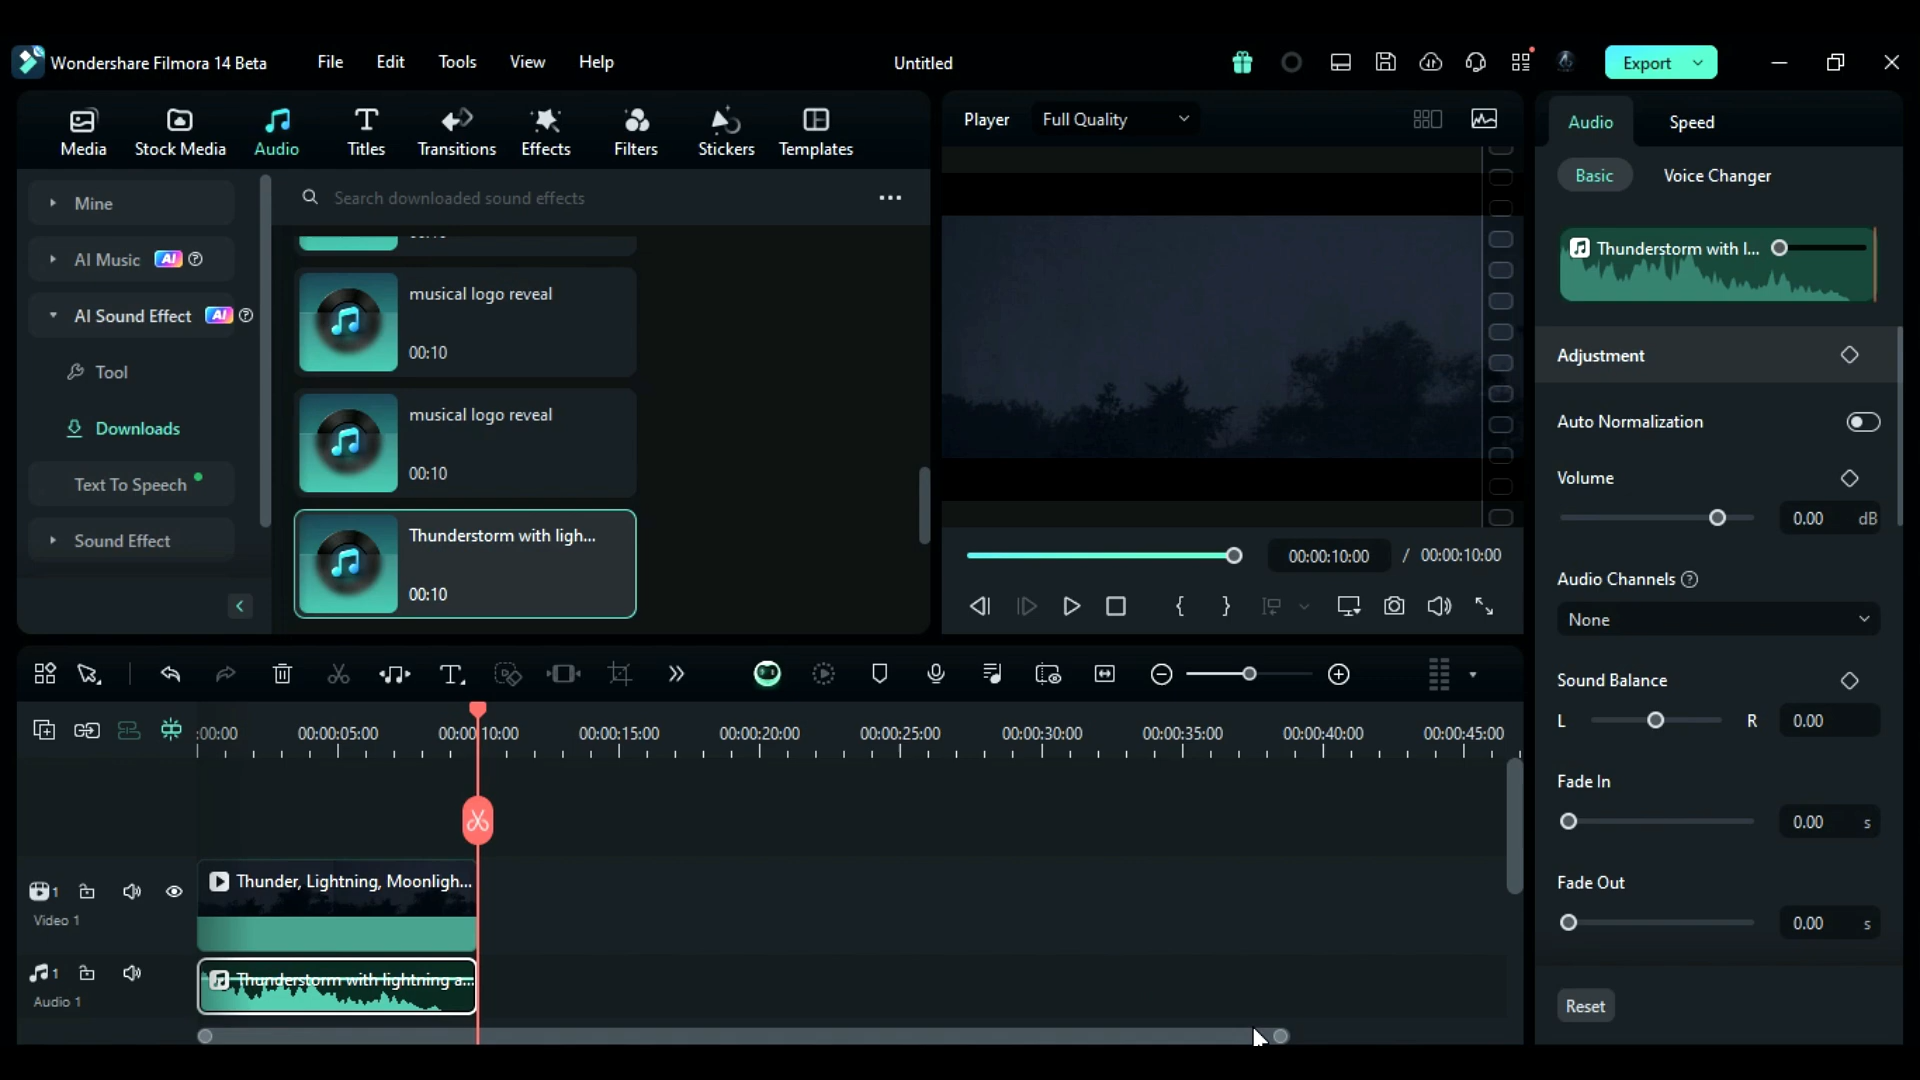 Wondershare Filmora 14 Beta
File Edit Tools View Help
Untitled
Export
Media
Stock Media
Audio
Titles
Transitions
Effects
Filters
Stickers
Templates
Mine
AI Music AI
AI Sound Effect AI
Tool
Downloads
Text To Speech
Sound Effect
Search downloaded sound effects
musical logo reveal
00:10
musical logo reveal
00:10
Thunderstorm with ligh...
00:10
Player
Full Quality
00:00:10:00 / 00:00:10:00
Audio
Speed
Basic
Voice Changer
Thunderstorm with l...
Adjustment
Auto Normalization
Volume
0.00 dB
Audio Channels
None
Sound Balance
L R 0.00
Fade In
0.00 s
Fade Out
0.00 s
Reset
:00:00 00:00:05:00 00:00:10:00 00:00:15:00 00:00:20:00 00:00:25:00 00:00:30:00 00:00:35:00 00:00:40:00 00:00:45:00
1
Video 1
Thunder, Lightning, Moonligh...
1
Audio 1
Thunderstorm with lightning a...